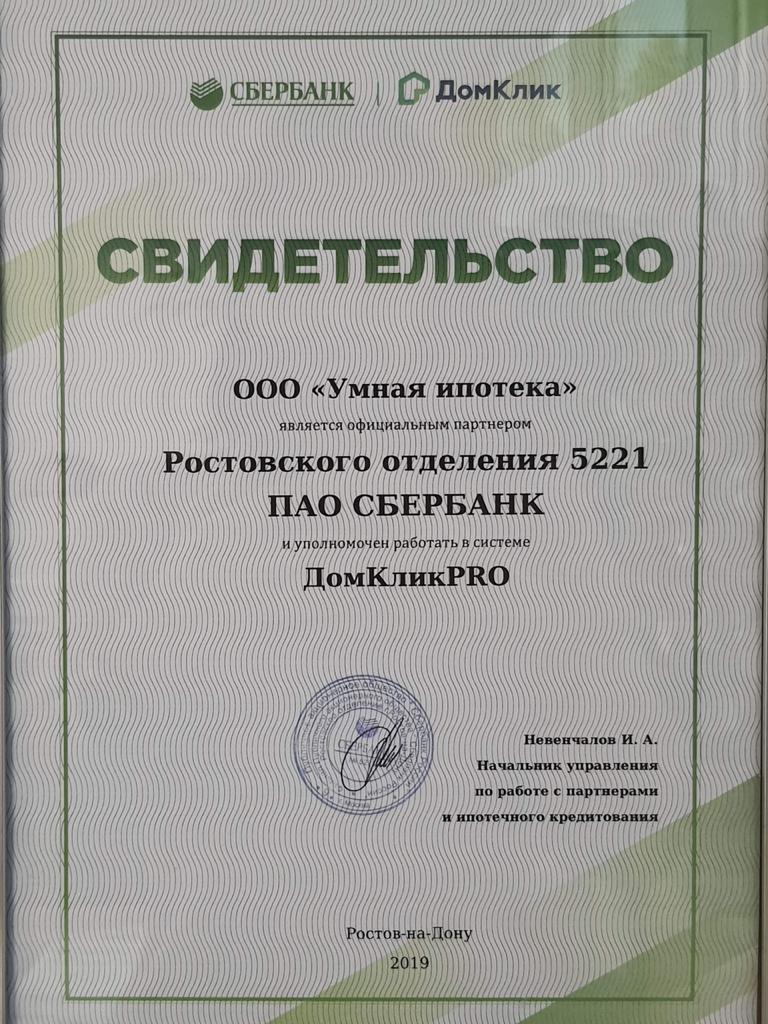 СБЕРБАНК | ДомКлик
СВИДЕТЕЛЬСТВО
ООО «Умная ипотека»
является официальным партнером
Ростовского отделения 5221
ПАО СБЕРБАНК
и уполномочен работать в системе
ДомКликPRO
Невенчалов И. А.
Начальник управления
по работе с партнерами
и ипотечного кредитования
Ростов-на-Дону
2019